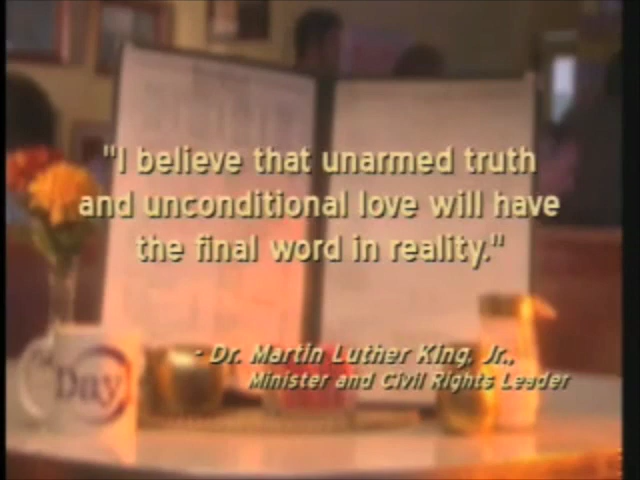 "I believe that unarmed truth
and unconditional love will have
the final word in reality."
- Dr. Martin Luther King, Jr.,
Minister and Civil Rights Leader
Day